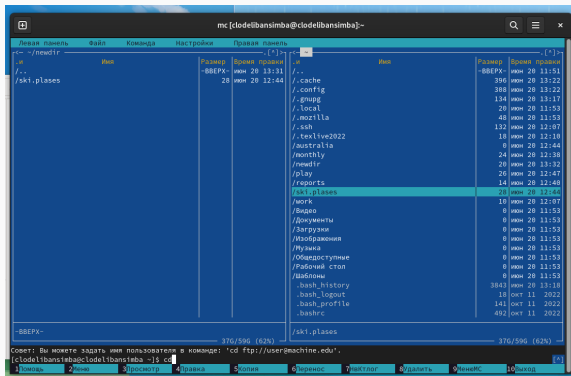 mc [clodelibansimba@clodelibansimba]:~
Левая панель Файл Команда Настройки Правая панель
<- ~/newdir .[^]>
<- ~ .[^]>
.и Имя Размер Время правки
/.. -ВВЕРХ- июн 20 13:31
/ski.plases 28 июн 20 12:44
-ВВЕРХ-
37G/59G (62%)
.и Имя Размер Время правки
/.. -ВВЕРХ- июн 20 11:51
/.cache 396 июн 20 13:22
/.config 308 июн 20 13:22
/.gnupg 134 июн 20 13:17
/.local 20 июн 20 11:53
/.mozilla 48 июн 20 11:53
/.ssh 132 июн 20 12:07
/.texlive2022 18 июн 20 12:10
/australia 0 июн 20 12:44
/monthly 24 июн 20 12:38
/newdir 20 июн 20 13:32
/play 26 июн 20 12:47
/reports 14 июн 20 12:40
/ski.plases 28 июн 20 12:44
/work 10 июн 20 12:07
/Видео 0 июн 20 11:53
/Документы 0 июн 20 11:53
/Загрузки 0 июн 20 11:53
/Изображения 0 июн 20 11:53
/Музыка 0 июн 20 11:53
/Общедоступные 0 июн 20 11:53
/Рабочий стол 0 июн 20 11:53
/Шаблоны 0 июн 20 11:53
.bash_history 3843 июн 20 13:18
.bash_logout 18 окт 11 2022
.bash_profile 141 окт 11 2022
.bashrc 492 окт 11 2022
/ski.plases
37G/59G (62%)
Совет: Вы можете задать имя пользователя в команде: 'cd ftp://user@machine.edu'.
[clodelibansimba@clodelibansimba ~]$ cd [^]
1Помощь 2Меню 3Просмотр 4Правка 5Копия 6Перенос 7НвКтлог 8Удалить 9МенюMC 10Выход